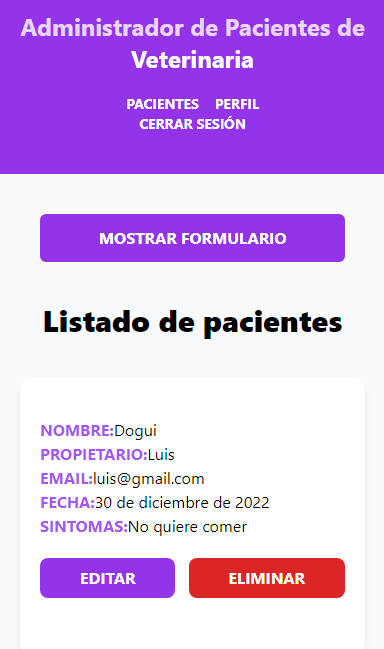 Administrador de Pacientes de
Veterinaria
PACIENTES PERFIL
CERRAR SESIÓN
MOSTRAR FORMULARIO
Listado de pacientes
NOMBRE:Dogui
PROPIETARIO:Luis
EMAIL:luis@gmail.com
FECHA:30 de diciembre de 2022
SINTOMAS:No quiere comer
EDITAR ELIMINAR